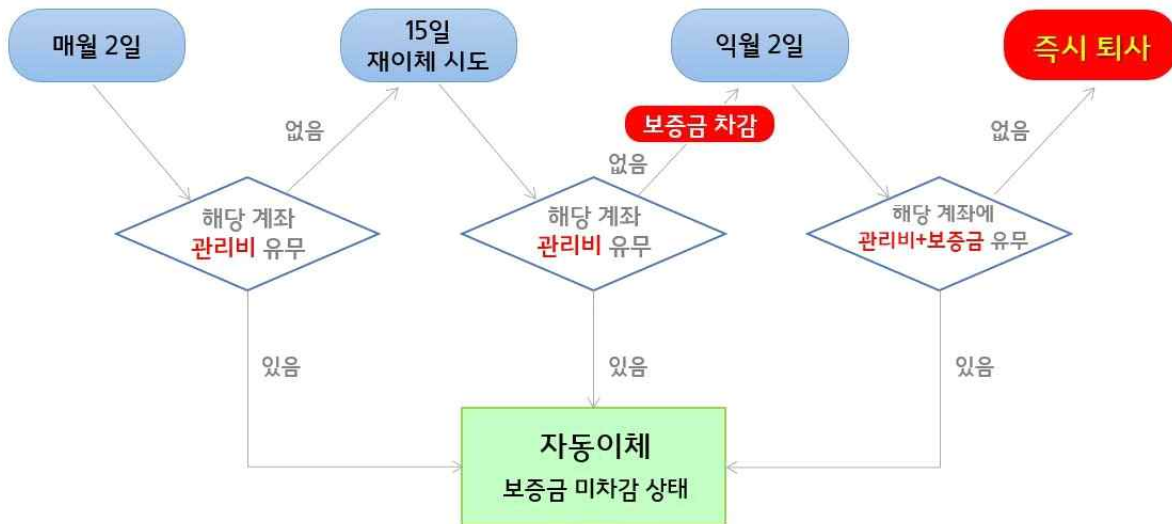 매월 2일
15일
재이체 시도
익월 2일
즉시 퇴사
없음
보증금 차감
없음
없음
해당 계좌
관리비 유무
해당 계좌
관리비 유무
해당 계좌에
관리비+보증금 유무
있음
있음
있음
자동이체
보증금 미차감 상태